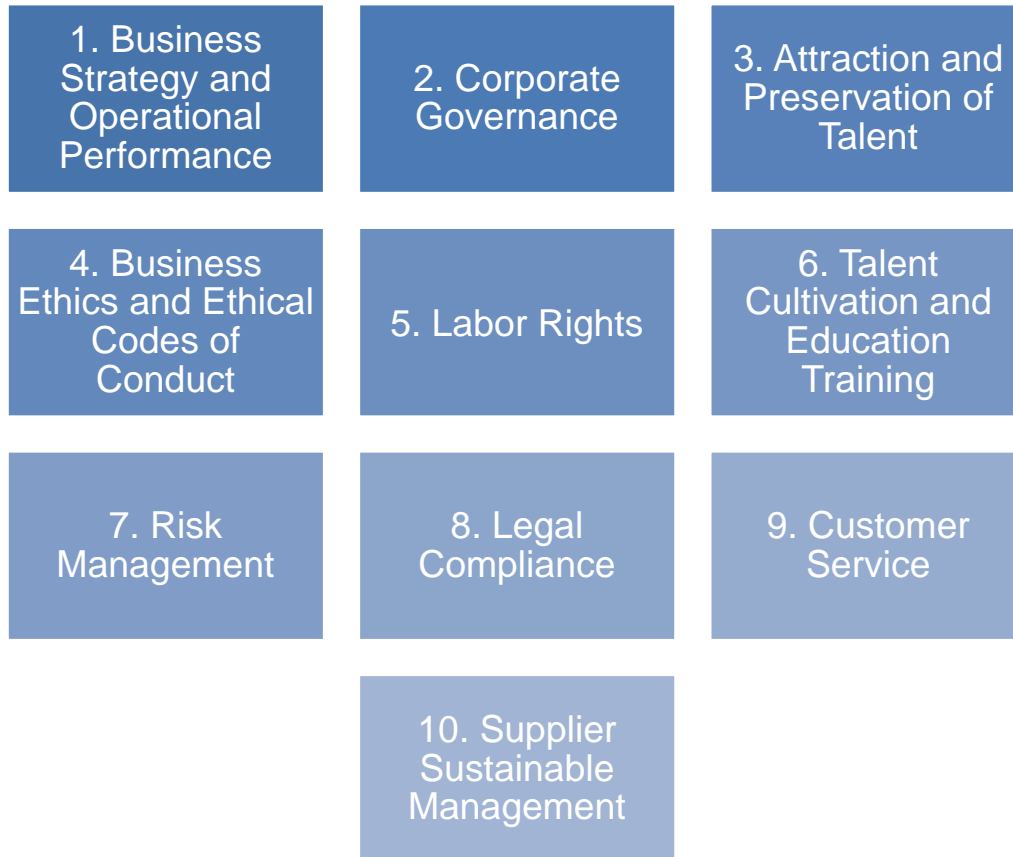 1. Business
Strategy and
Operational
Performance
2. Corporate
Governance
3. Attraction and
Preservation of
Talent
4. Business
Ethics and Ethical
Codes of
Conduct
5. Labor Rights
6. Talent
Cultivation and
Education
Training
7. Risk
Management
8. Legal
Compliance
9. Customer
Service
10. Supplier
Sustainable
Management